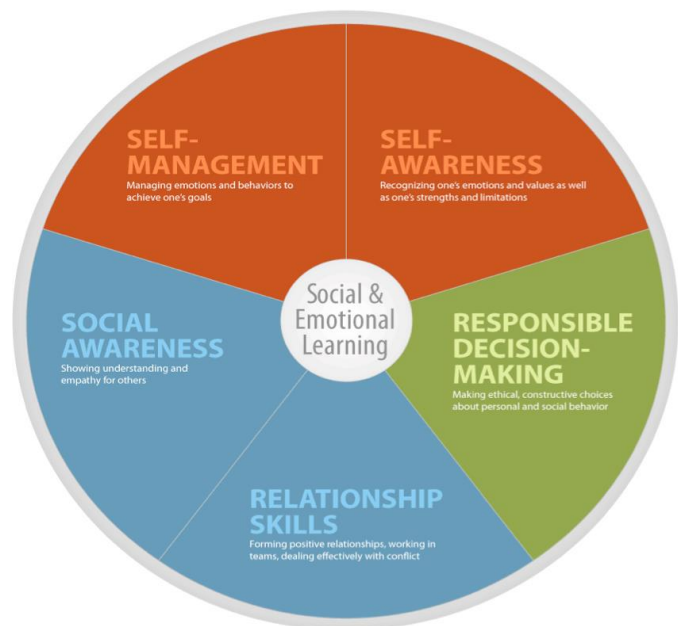 SELF-
MANAGEMENT
Managing emotions and behaviors to
achieve one's goals
SELF-
AWARENESS
Recognizing one's emotions and values as well
as one's strengths and limitations
SOCIAL
AWARENESS
Showing understanding and
empathy for others
Social &
Emotional
Learning
RESPONSIBLE
DECISION-
MAKING
Making ethical, constructive choices
about personal and social behavior
RELATIONSHIP
SKILLS
Forming positive relationships, working in
teams, dealing effectively with conflict